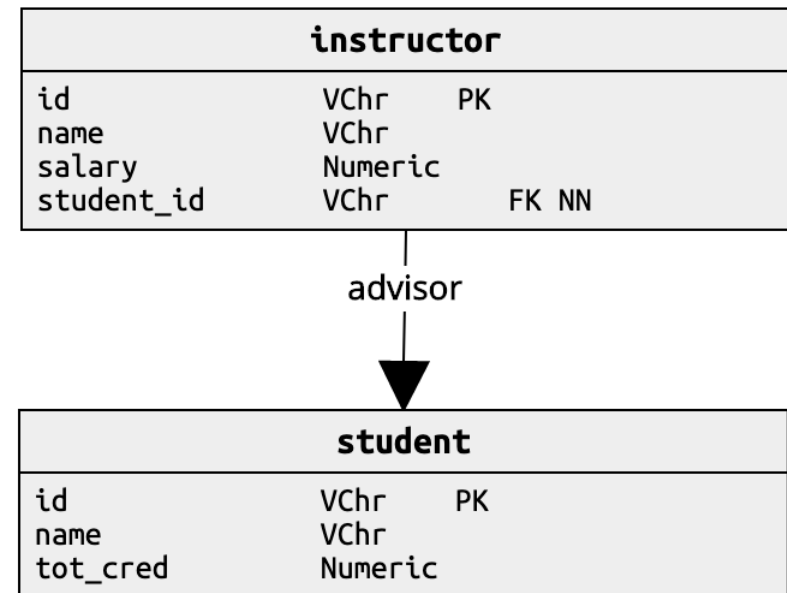 instructor
id VChr PK
name VChr
salary Numeric
student_id VChr FK NN
advisor
student
id VChr PK
name VChr
tot_cred Numeric